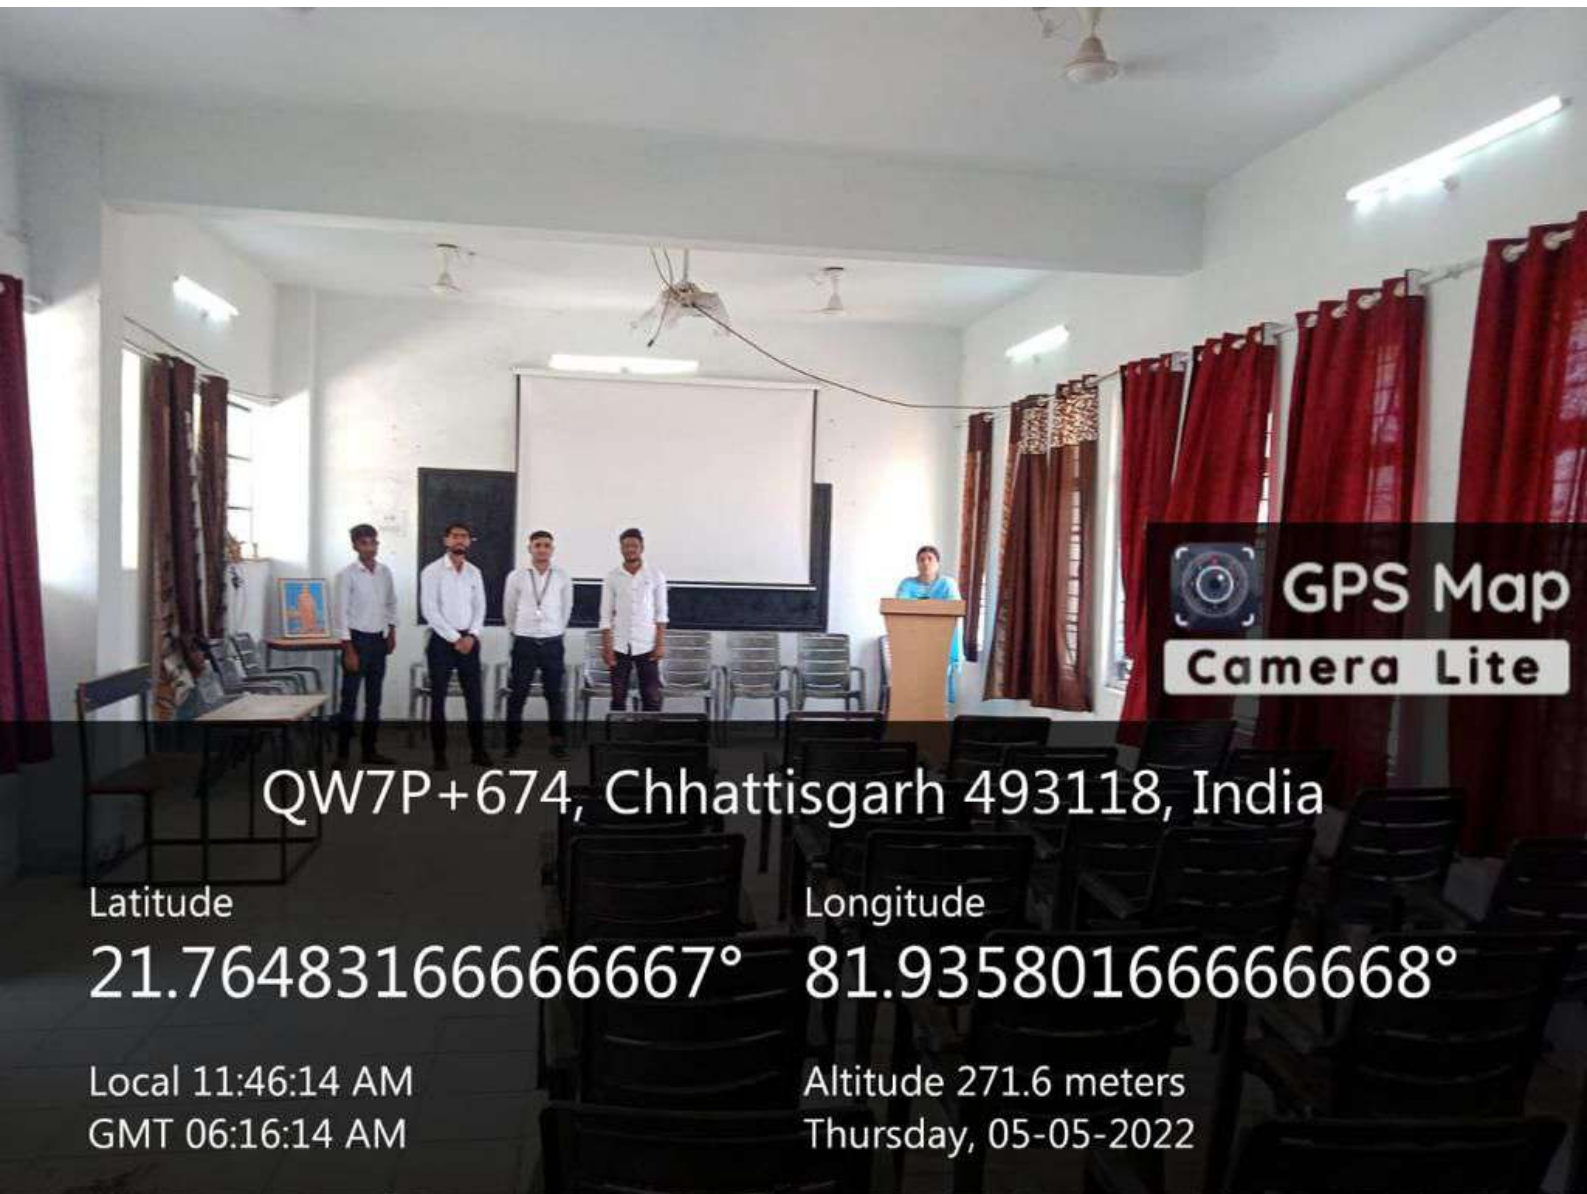 GPS Map
Camera Lite
QW7P+674, Chhattisgarh 493118, India
Latitude
21.76483166666667°
Longitude
81.93580166666668°
Local 11:46:14 AM
GMT 06:16:14 AM
Altitude 271.6 meters
Thursday, 05-05-2022